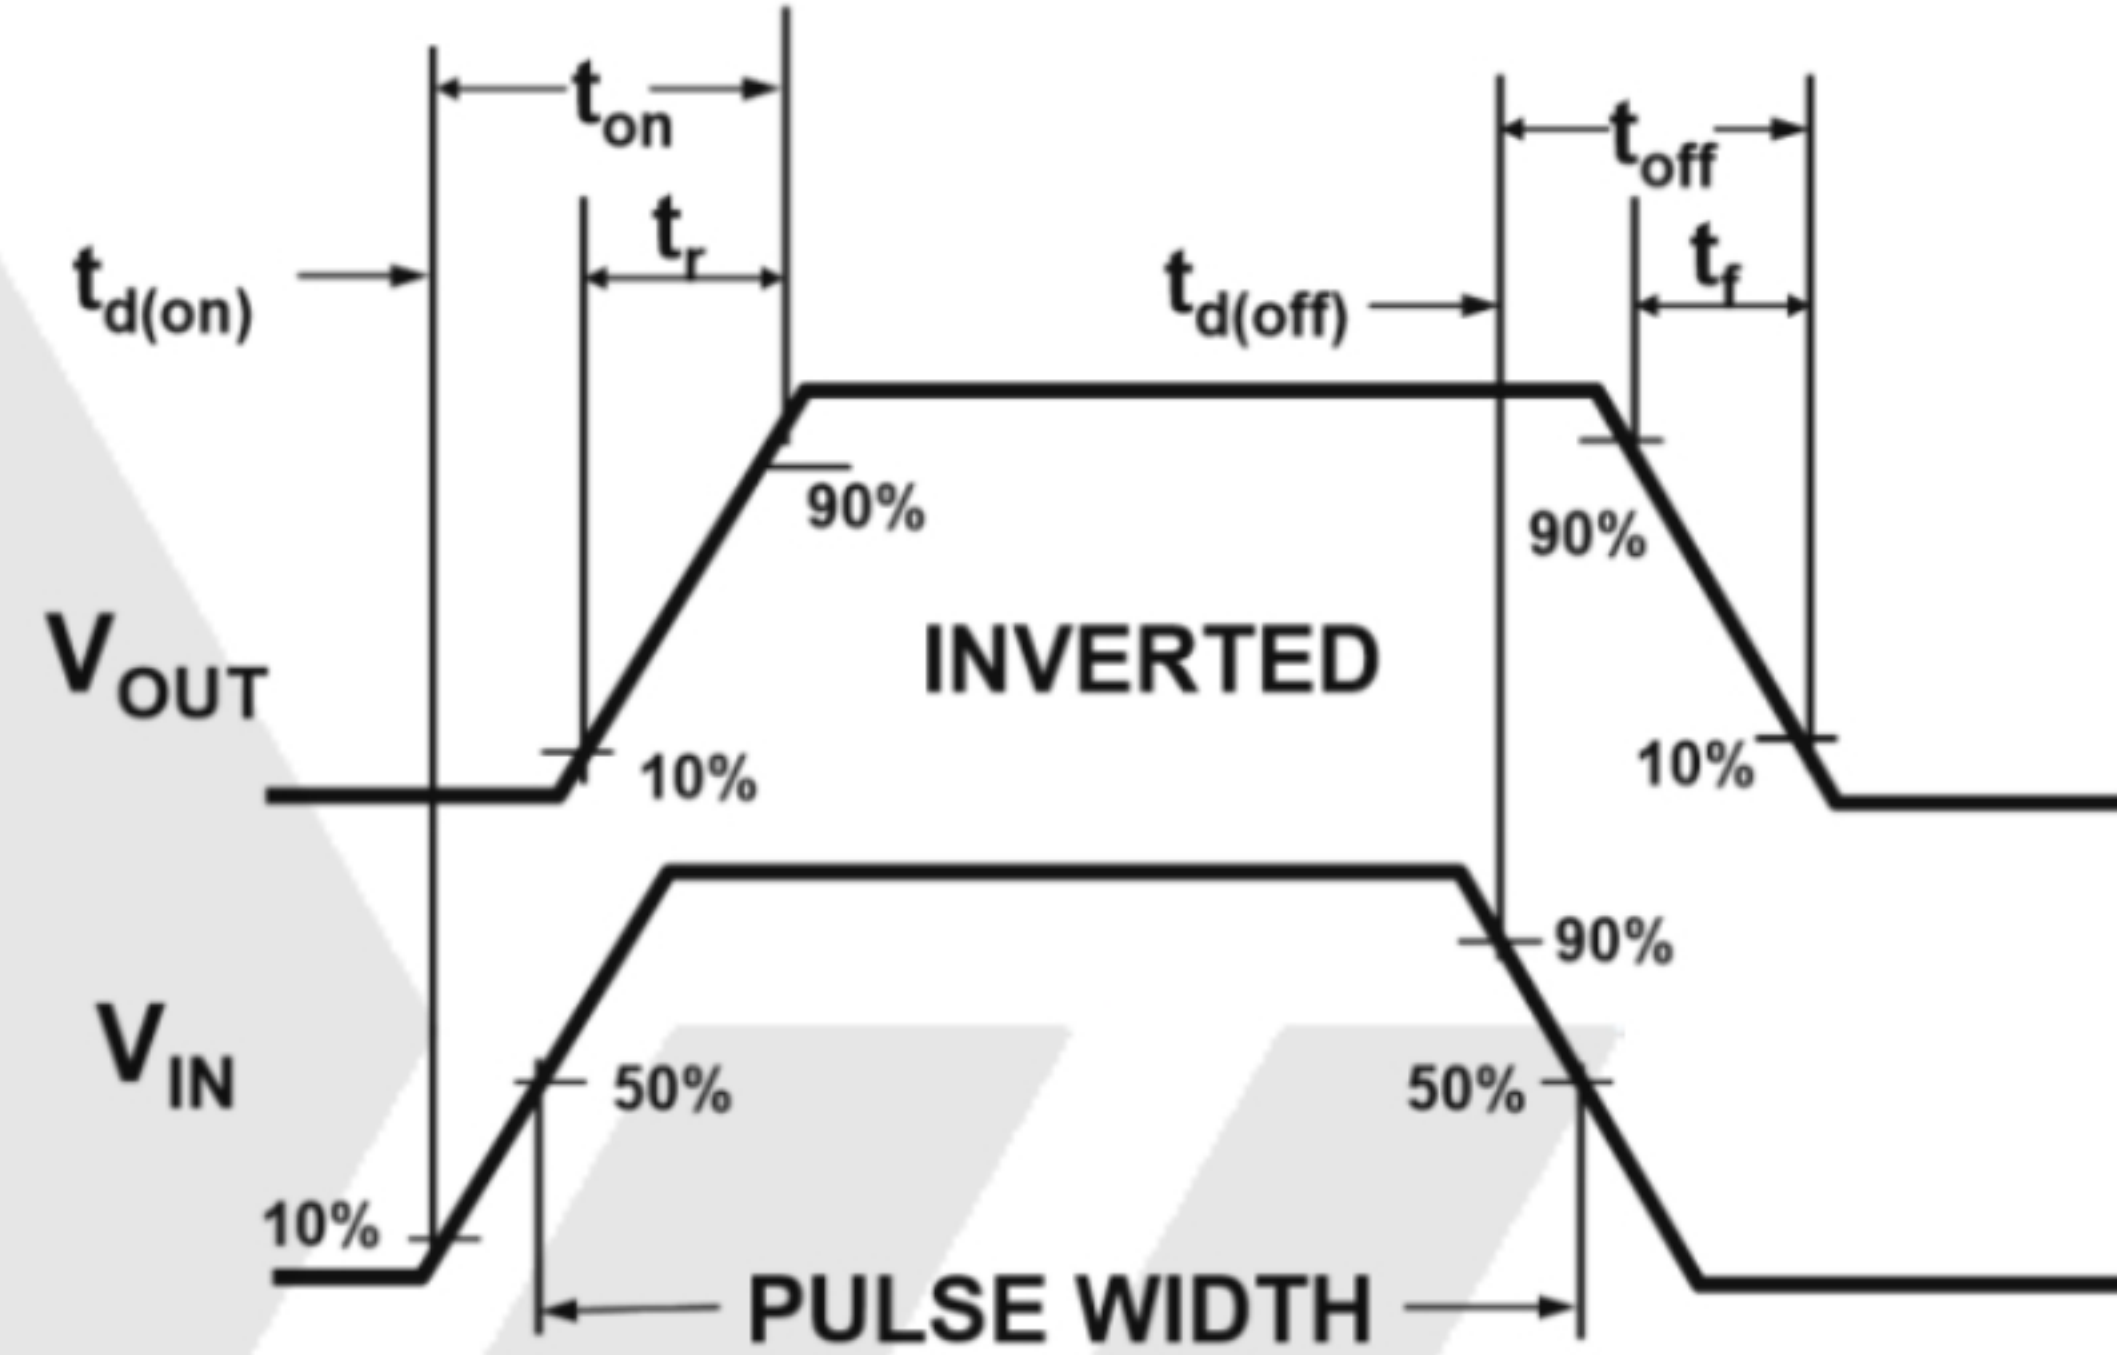 ton
toff
tr
tf
td(on)
td(off)
90%
90%
VOUT
INVERTED
10%
10%
90%
VIN
50%
50%
10%
PULSE WIDTH